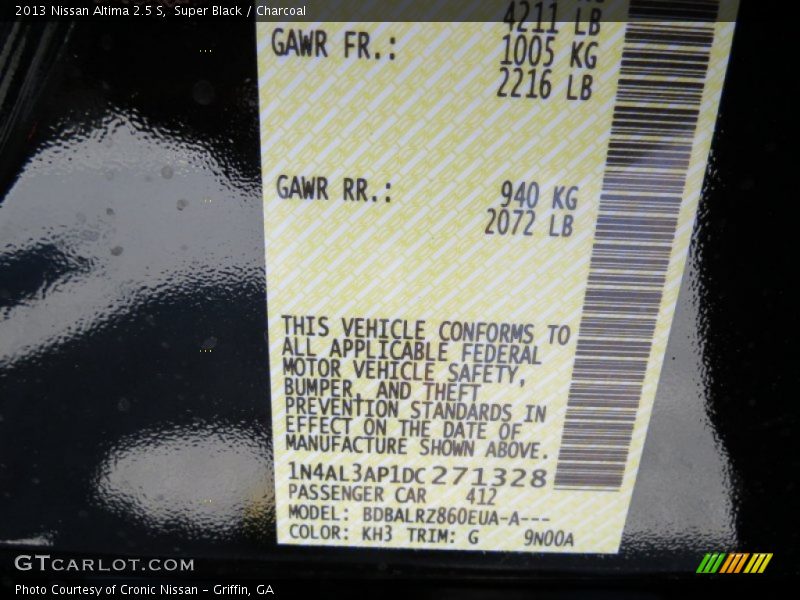 2013 Nissan Altima 2.5 S, Super Black / Charcoal
4211 LB
GAWR FR.: 1005 KG
2216 LB
GAWR RR.: 940 KG
2072 LB
THIS VEHICLE CONFORMS TO
ALL APPLICABLE FEDERAL
MOTOR VEHICLE SAFETY,
BUMPER, AND THEFT
PREVENTION STANDARDS IN
EFFECT ON THE DATE OF
MANUFACTURE SHOWN ABOVE.
1N4AL3AP1DC271328
PASSENGER CAR 412
MODEL: BDBALRZ860EUA-A---
COLOR: KH3 TRIM: G 9N00A
GTCARLOT.COM
Photo Courtesy of Cronic Nissan – Griffin, GA